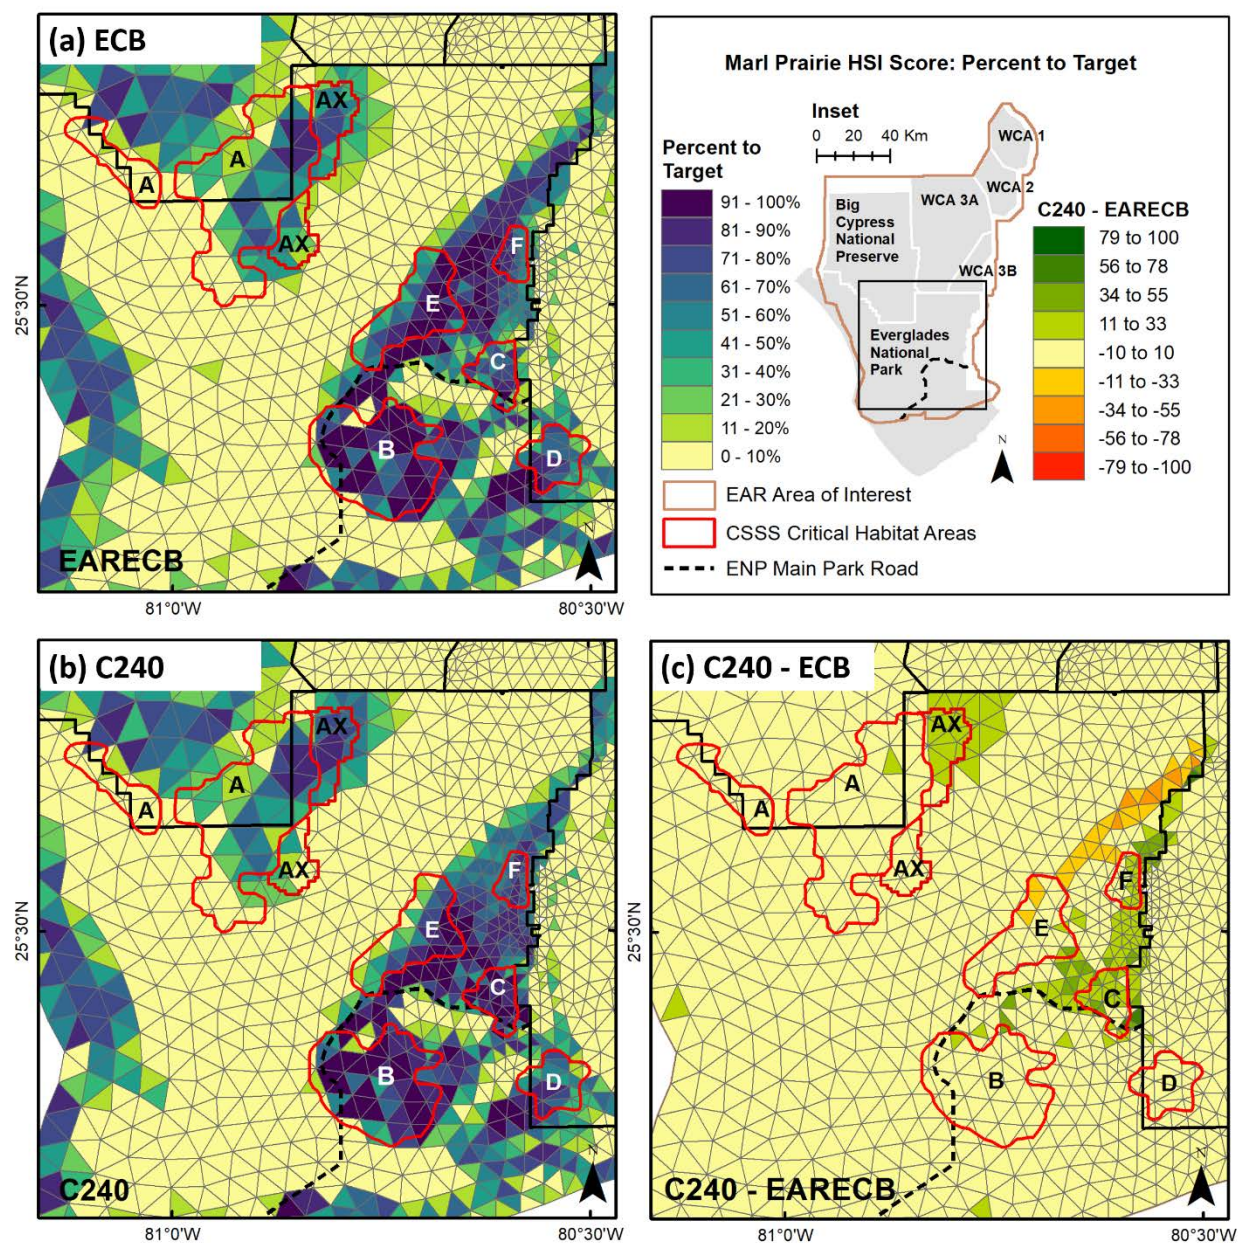 (a) ECB
AX
A
A
AX
F
E
C
B
D
EARECB
N
25°30'N
81°0'W
80°30'W
Marl Prairie HSI Score: Percent to Target
Inset
0 20 40 Km
Percent to
Target
91 - 100%
81 - 90%
71 - 80%
61 - 70%
51 - 60%
41 - 50%
31 - 40%
21 - 30%
11 - 20%
0 - 10%
WCA 1
WCA 2
WCA 3A
Big
Cypress
National
Preserve
WCA 3B
Everglades
National
Park
N
C240 - EARECB
79 to 100
56 to 78
34 to 55
11 to 33
-10 to 10
-11 to -33
-34 to -55
-56 to -78
-79 to -100
EAR Area of Interest
CSSS Critical Habitat Areas
ENP Main Park Road
(b) C240
AX
A
A
AX
F
E
C
B
D
C240
N
25°30'N
81°0'W
80°30'W
(c) C240 - ECB
AX
A
A
AX
F
E
C
B
D
C240 - EARECB
N
25°30'N
81°0'W
80°30'W